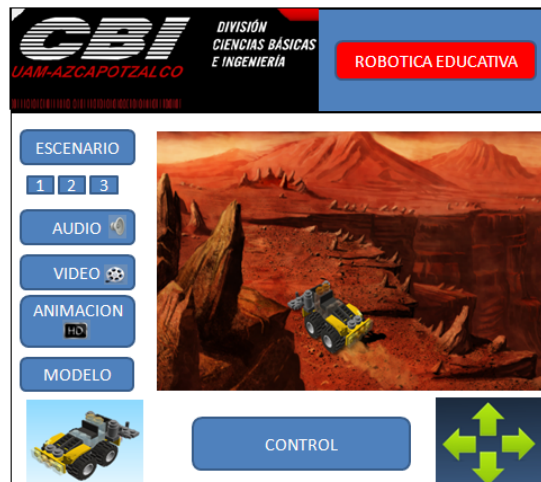 CBI
UAM-AZCAPOTZALCO
DIVISIÓN
CIENCIAS BÁSICAS
E INGENIERÍA
ROBOTICA EDUCATIVA
ESCENARIO
1 2 3
AUDIO
VIDEO
ANIMACION
HD
MODELO
CONTROL